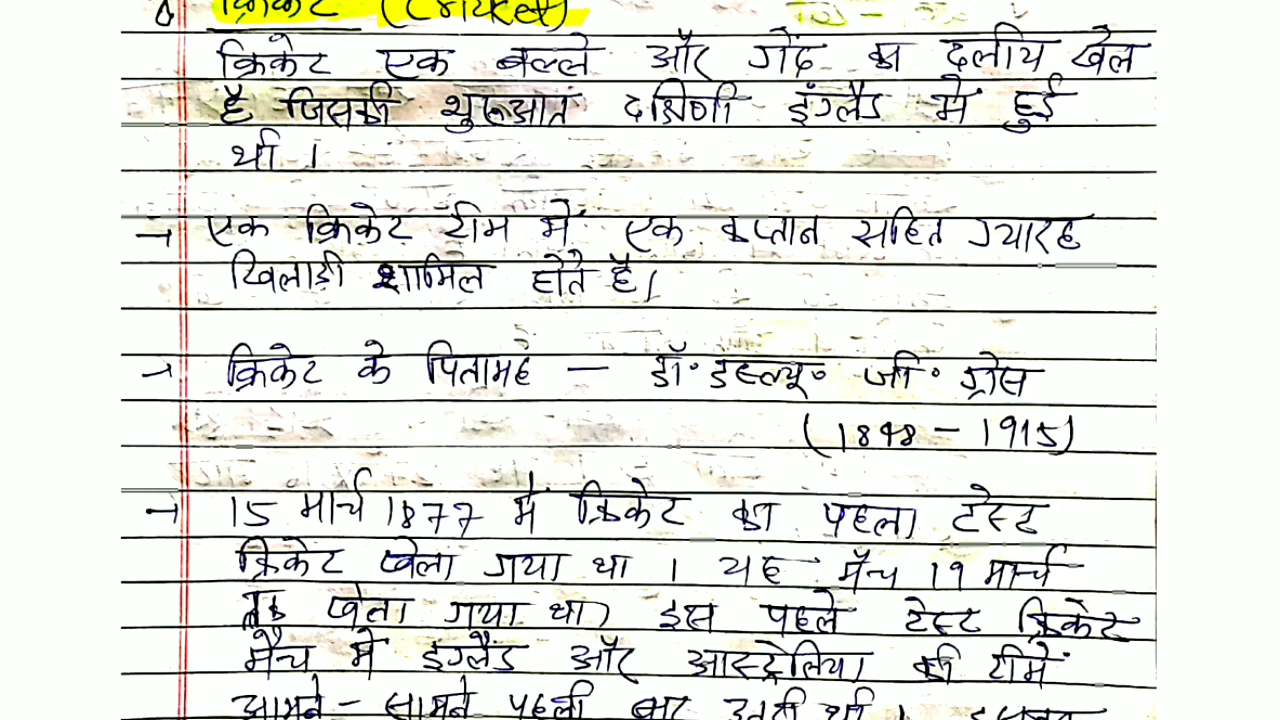 क्रिकेट (Cricket)
क्रिकेट एक बल्ले और गेंद का दलीय खेल
है जिसकी शुरूआत दक्षिणी इंग्लैंड में हुई
थी ।
→ एक क्रिकेट टीम में एक कप्तान सहित ग्यारह
खिलाड़ी शामिल होते है।
→ क्रिकेट के पितामह – डॉ॰ डब्ल्यू॰ जी॰ ग्रेस
(1848 – 1915)
→ 15 मार्च 1877 में क्रिकेट का पहला टेस्ट
क्रिकेट खेला गया था । यह मैच 19 मार्च
तक खेला गया था। इस पहले टेस्ट क्रिकेट
मैच में इंग्लैंड और आस्ट्रेलिया की टीमें
आमने – सामने पहली बार उतरी थी ।